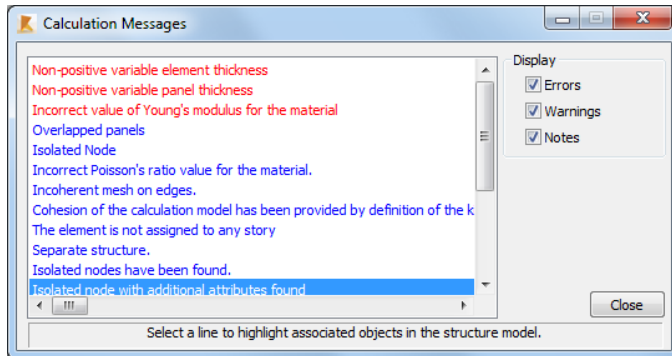 Calculation Messages
Non-positive variable element thickness
Non-positive variable panel thickness
Incorrect value of Young's modulus for the material
Overlapped panels
Isolated Node
Incorrect Poisson's ratio value for the material.
Incoherent mesh on edges.
Cohesion of the calculation model has been provided by definition of the k
The element is not assigned to any story
Separate structure.
Isolated nodes have been found.
Isolated node with additional attributes found
Display
Errors
Warnings
Notes
Close
Select a line to highlight associated objects in the structure model.